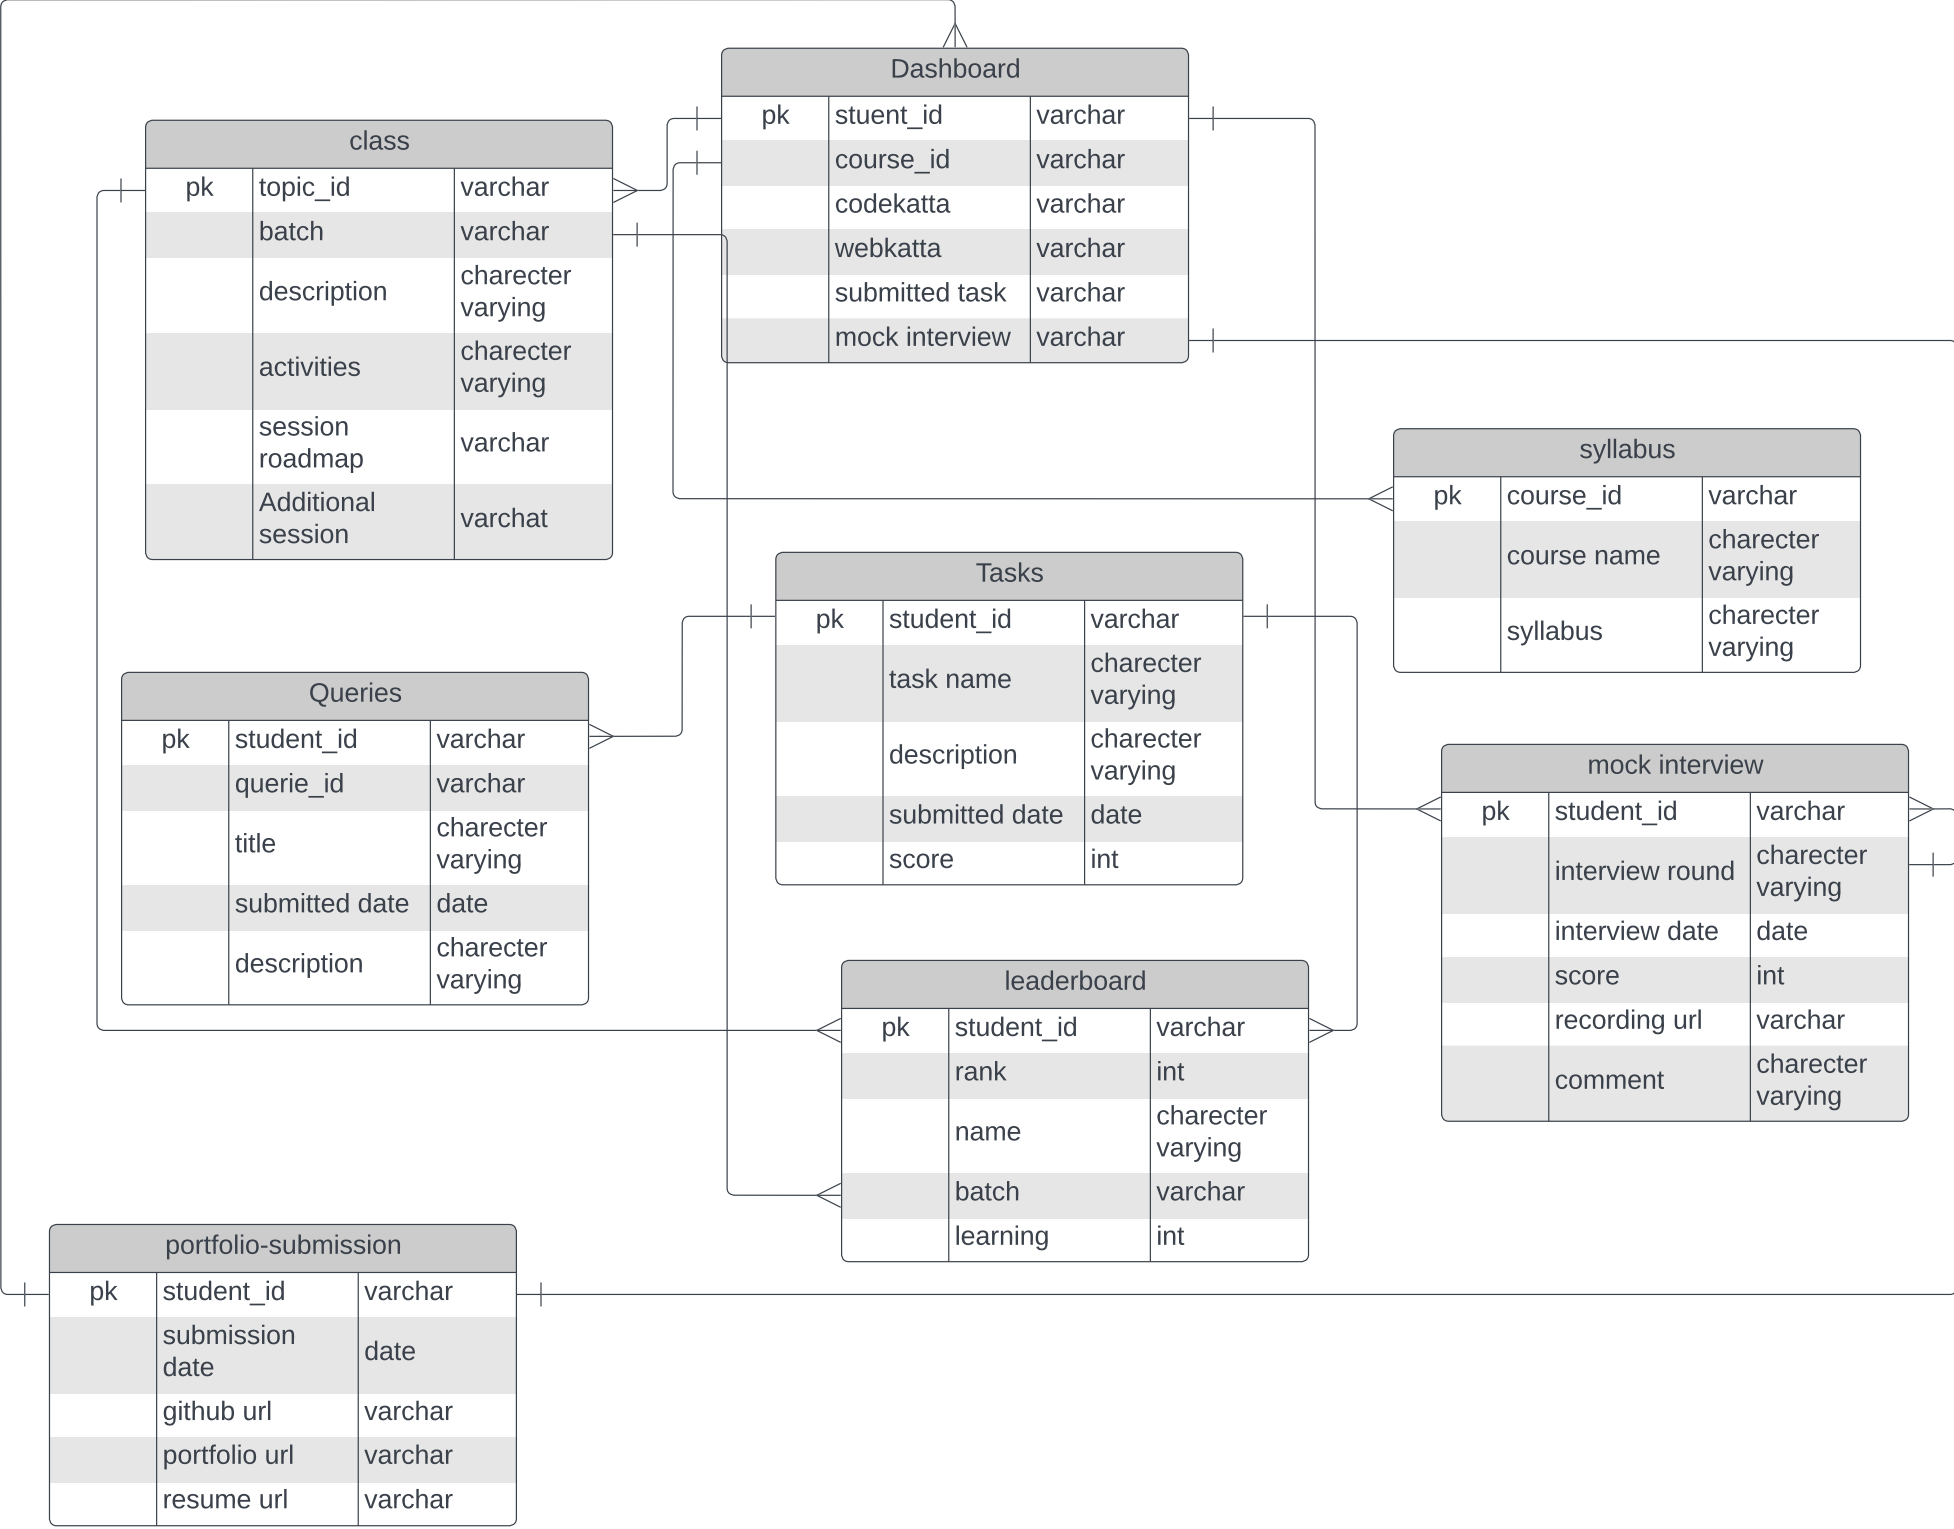 Dashboard
pk stuent_id varchar
course_id varchar
codekatta varchar
webkatta varchar
submitted task varchar
mock interview varchar
class
pk topic_id varchar
batch varchar
description charecter
varying
activities charecter
varying
session
roadmap varchar
Additional
session varchat
syllabus
pk course_id varchar
course name charecter
varying
syllabus charecter
varying
Tasks
pk student_id varchar
task name charecter
varying
description charecter
varying
submitted date date
score int
Queries
pk student_id varchar
querie_id varchar
title charecter
varying
submitted date date
description charecter
varying
mock interview
pk student_id varchar
interview round charecter
varying
interview date date
score int
recording url varchar
comment charecter
varying
leaderboard
pk student_id varchar
rank int
name charecter
varying
batch varchar
learning int
portfolio-submission
pk student_id varchar
submission
date date
github url varchar
portfolio url varchar
resume url varchar